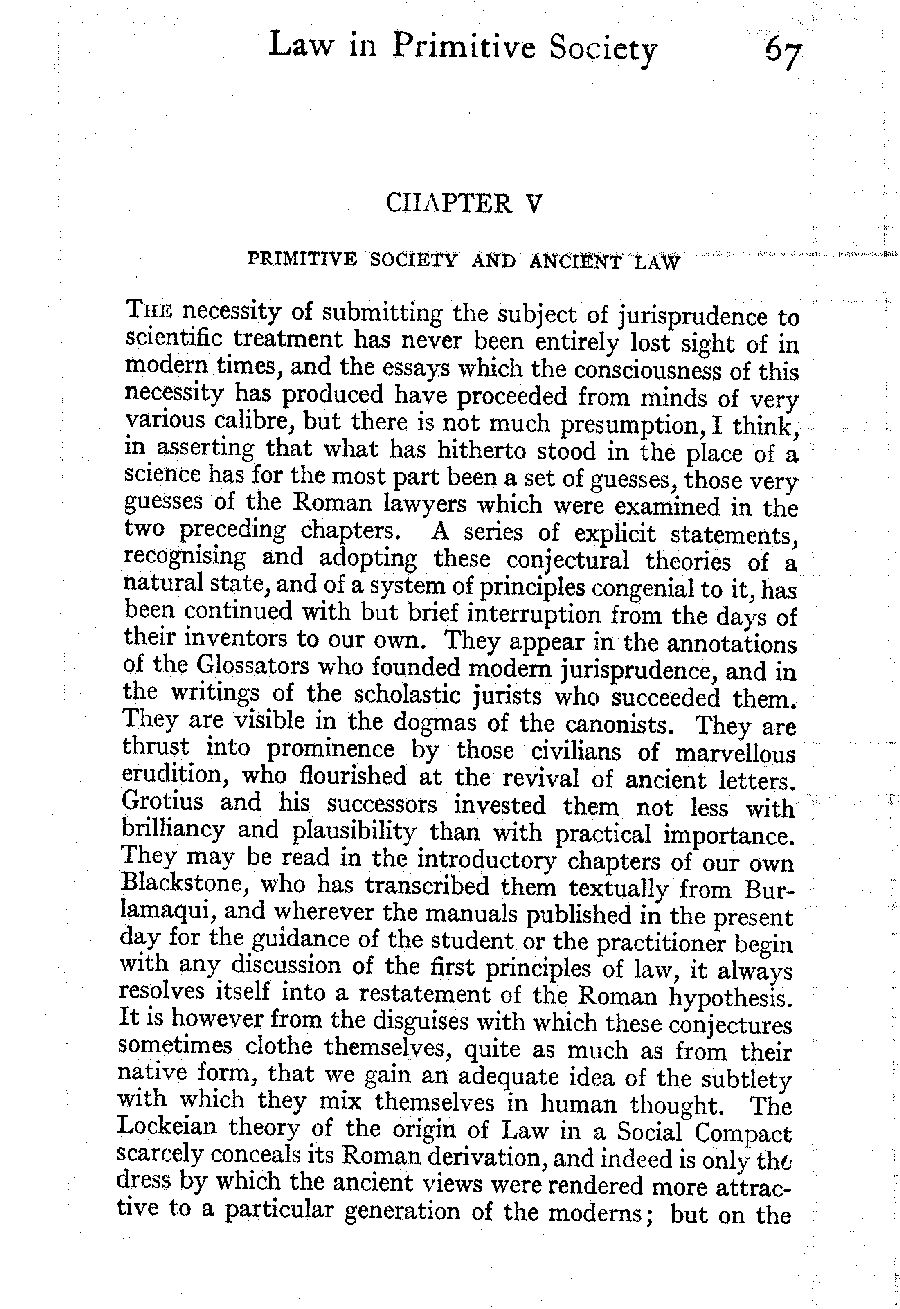 Law in Primitive Society 67
CHAPTER V
PRIMITIVE SOCIETY AND ANCIENT LAW
THE necessity of submitting the subject of jurisprudence to
scientific treatment has never been entirely lost sight of in
modern times, and the essays which the consciousness of this
necessity has produced have proceeded from minds of very
various calibre, but there is not much presumption, I think,
in asserting that what has hitherto stood in the place of a
science has for the most part been a set of guesses, those very
guesses of the Roman lawyers which were examined in the
two preceding chapters. A series of explicit statements,
recognising and adopting these conjectural theories of a
natural state, and of a system of principles congenial to it, has
been continued with but brief interruption from the days of
their inventors to our own. They appear in the annotations
of the Glossators who founded modern jurisprudence, and in
the writings of the scholastic jurists who succeeded them.
They are visible in the dogmas of the canonists. They are
thrust into prominence by those civilians of marvellous
erudition, who flourished at the revival of ancient letters.
Grotius and his successors invested them not less with
brilliancy and plausibility than with practical importance.
They may be read in the introductory chapters of our own
Blackstone, who has transcribed them textually from Bur-
lamaqui, and wherever the manuals published in the present
day for the guidance of the student or the practitioner begin
with any discussion of the first principles of law, it always
resolves itself into a restatement of the Roman hypothesis.
It is however from the disguises with which these conjectures
sometimes clothe themselves, quite as much as from their
native form, that we gain an adequate idea of the subtlety
with which they mix themselves in human thought. The
Lockeian theory of the origin of Law in a Social Compact
scarcely conceals its Roman derivation, and indeed is only the
dress by which the ancient views were rendered more attrac-
tive to a particular generation of the moderns; but on the